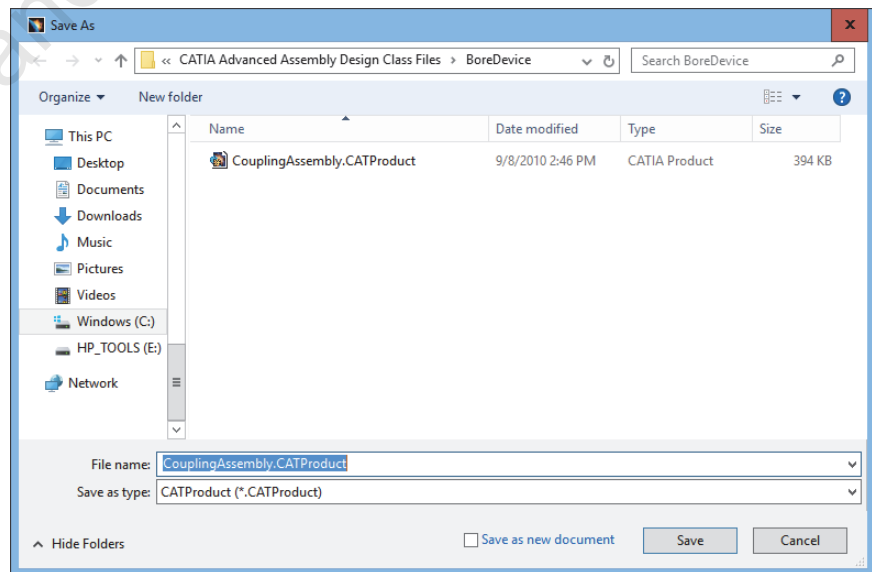 Save As
x
« CATIA Advanced Assembly Design Class Files › BoreDevice
Search BoreDevice
Organize
New folder
?
Name
Date modified
Type
Size
CouplingAssembly.CATProduct
9/8/2010 2:46 PM
CATIA Product
394 KB
This PC
Desktop
Documents
Downloads
Music
Pictures
Videos
Windows (C:)
HP_TOOLS (E:)
Network
File name: CouplingAssembly.CATProduct
Save as type: CATProduct (*.CATProduct)
Hide Folders
Save as new document
Save
Cancel